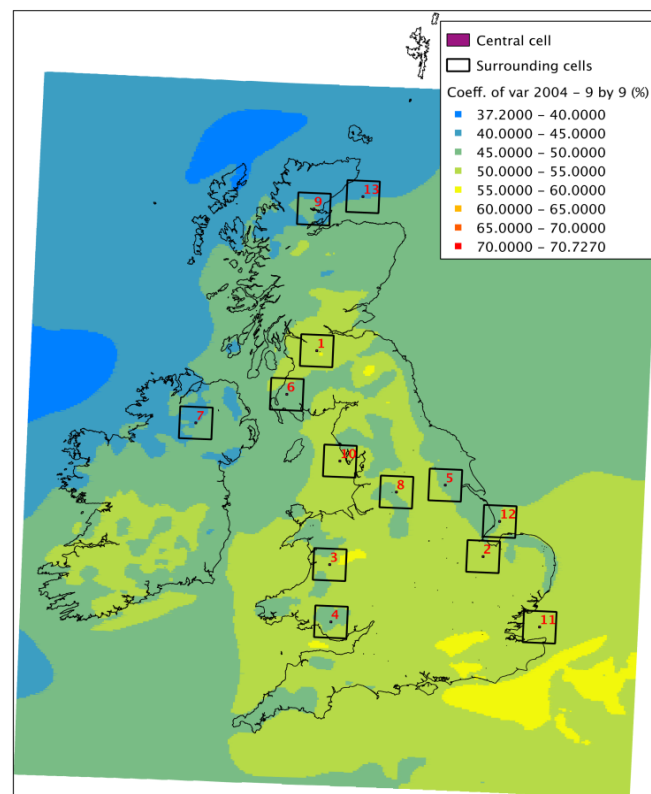 Central cell
Surrounding cells
Coeff. of var 2004 – 9 by 9 (%)
37.2000 – 40.0000
40.0000 – 45.0000
45.0000 – 50.0000
50.0000 – 55.0000
55.0000 – 60.0000
60.0000 – 65.0000
65.0000 – 70.0000
70.0000 – 70.7270
13
9
1
6
7
10
5
8
12
2
3
4
11